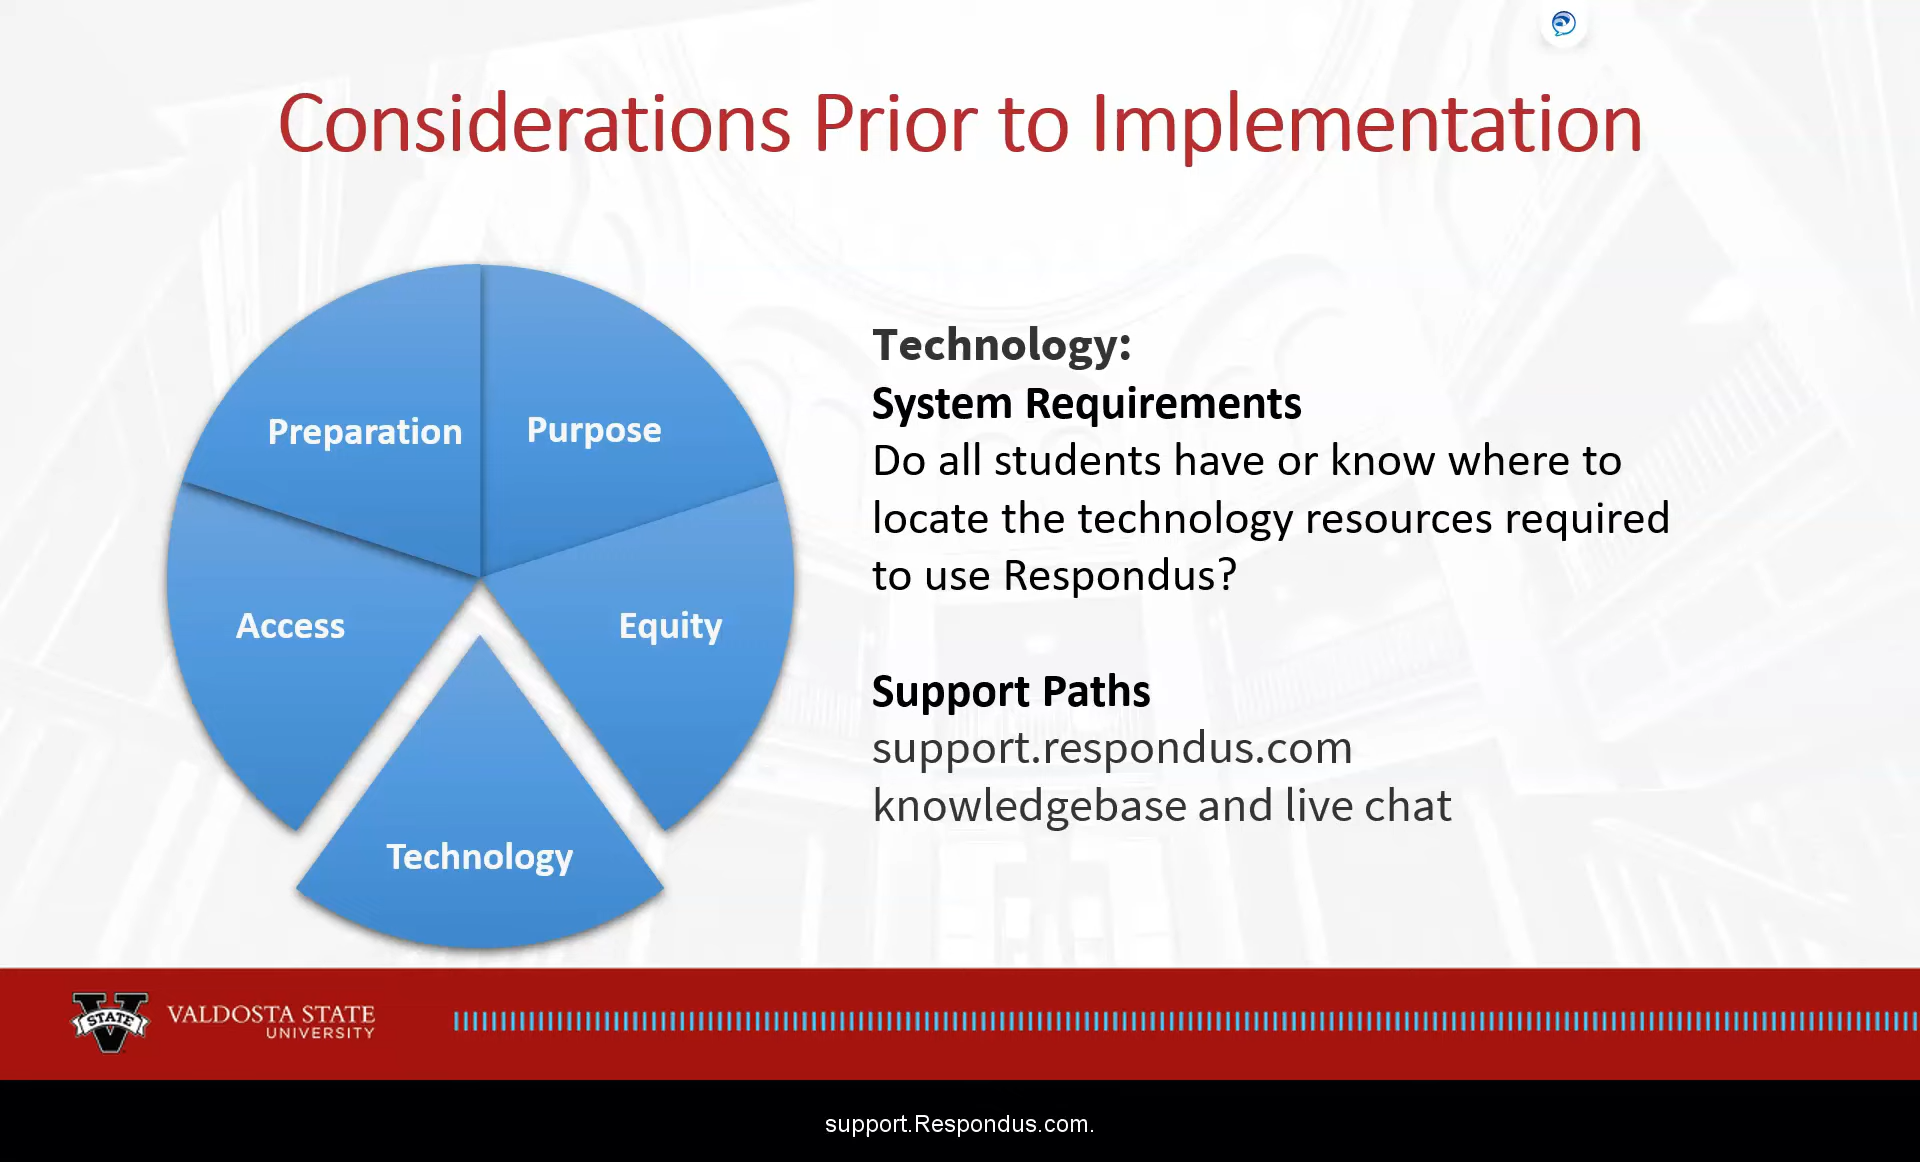 Considerations Prior to Implementation
Preparation
Purpose
Access
Equity
Technology
Technology:
System Requirements
Do all students have or know where to
locate the technology resources required
to use Respondus?
Support Paths
support.respondus.com
knowledgebase and live chat
V
STATE
VALDOSTA STATE
UNIVERSITY
support.Respondus.com.